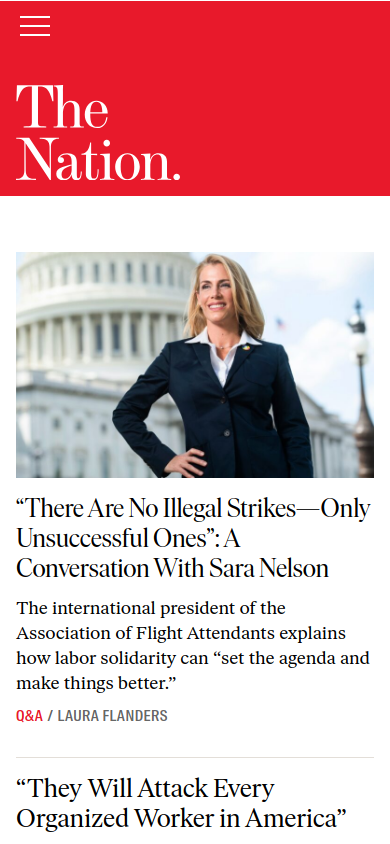 The
Nation.
“There Are No Illegal Strikes—Only
Unsuccessful Ones”: A
Conversation With Sara Nelson
The international president of the
Association of Flight Attendants explains
how labor solidarity can “set the agenda and
make things better.”
Q&A / LAURA FLANDERS
“They Will Attack Every
Organized Worker in America”